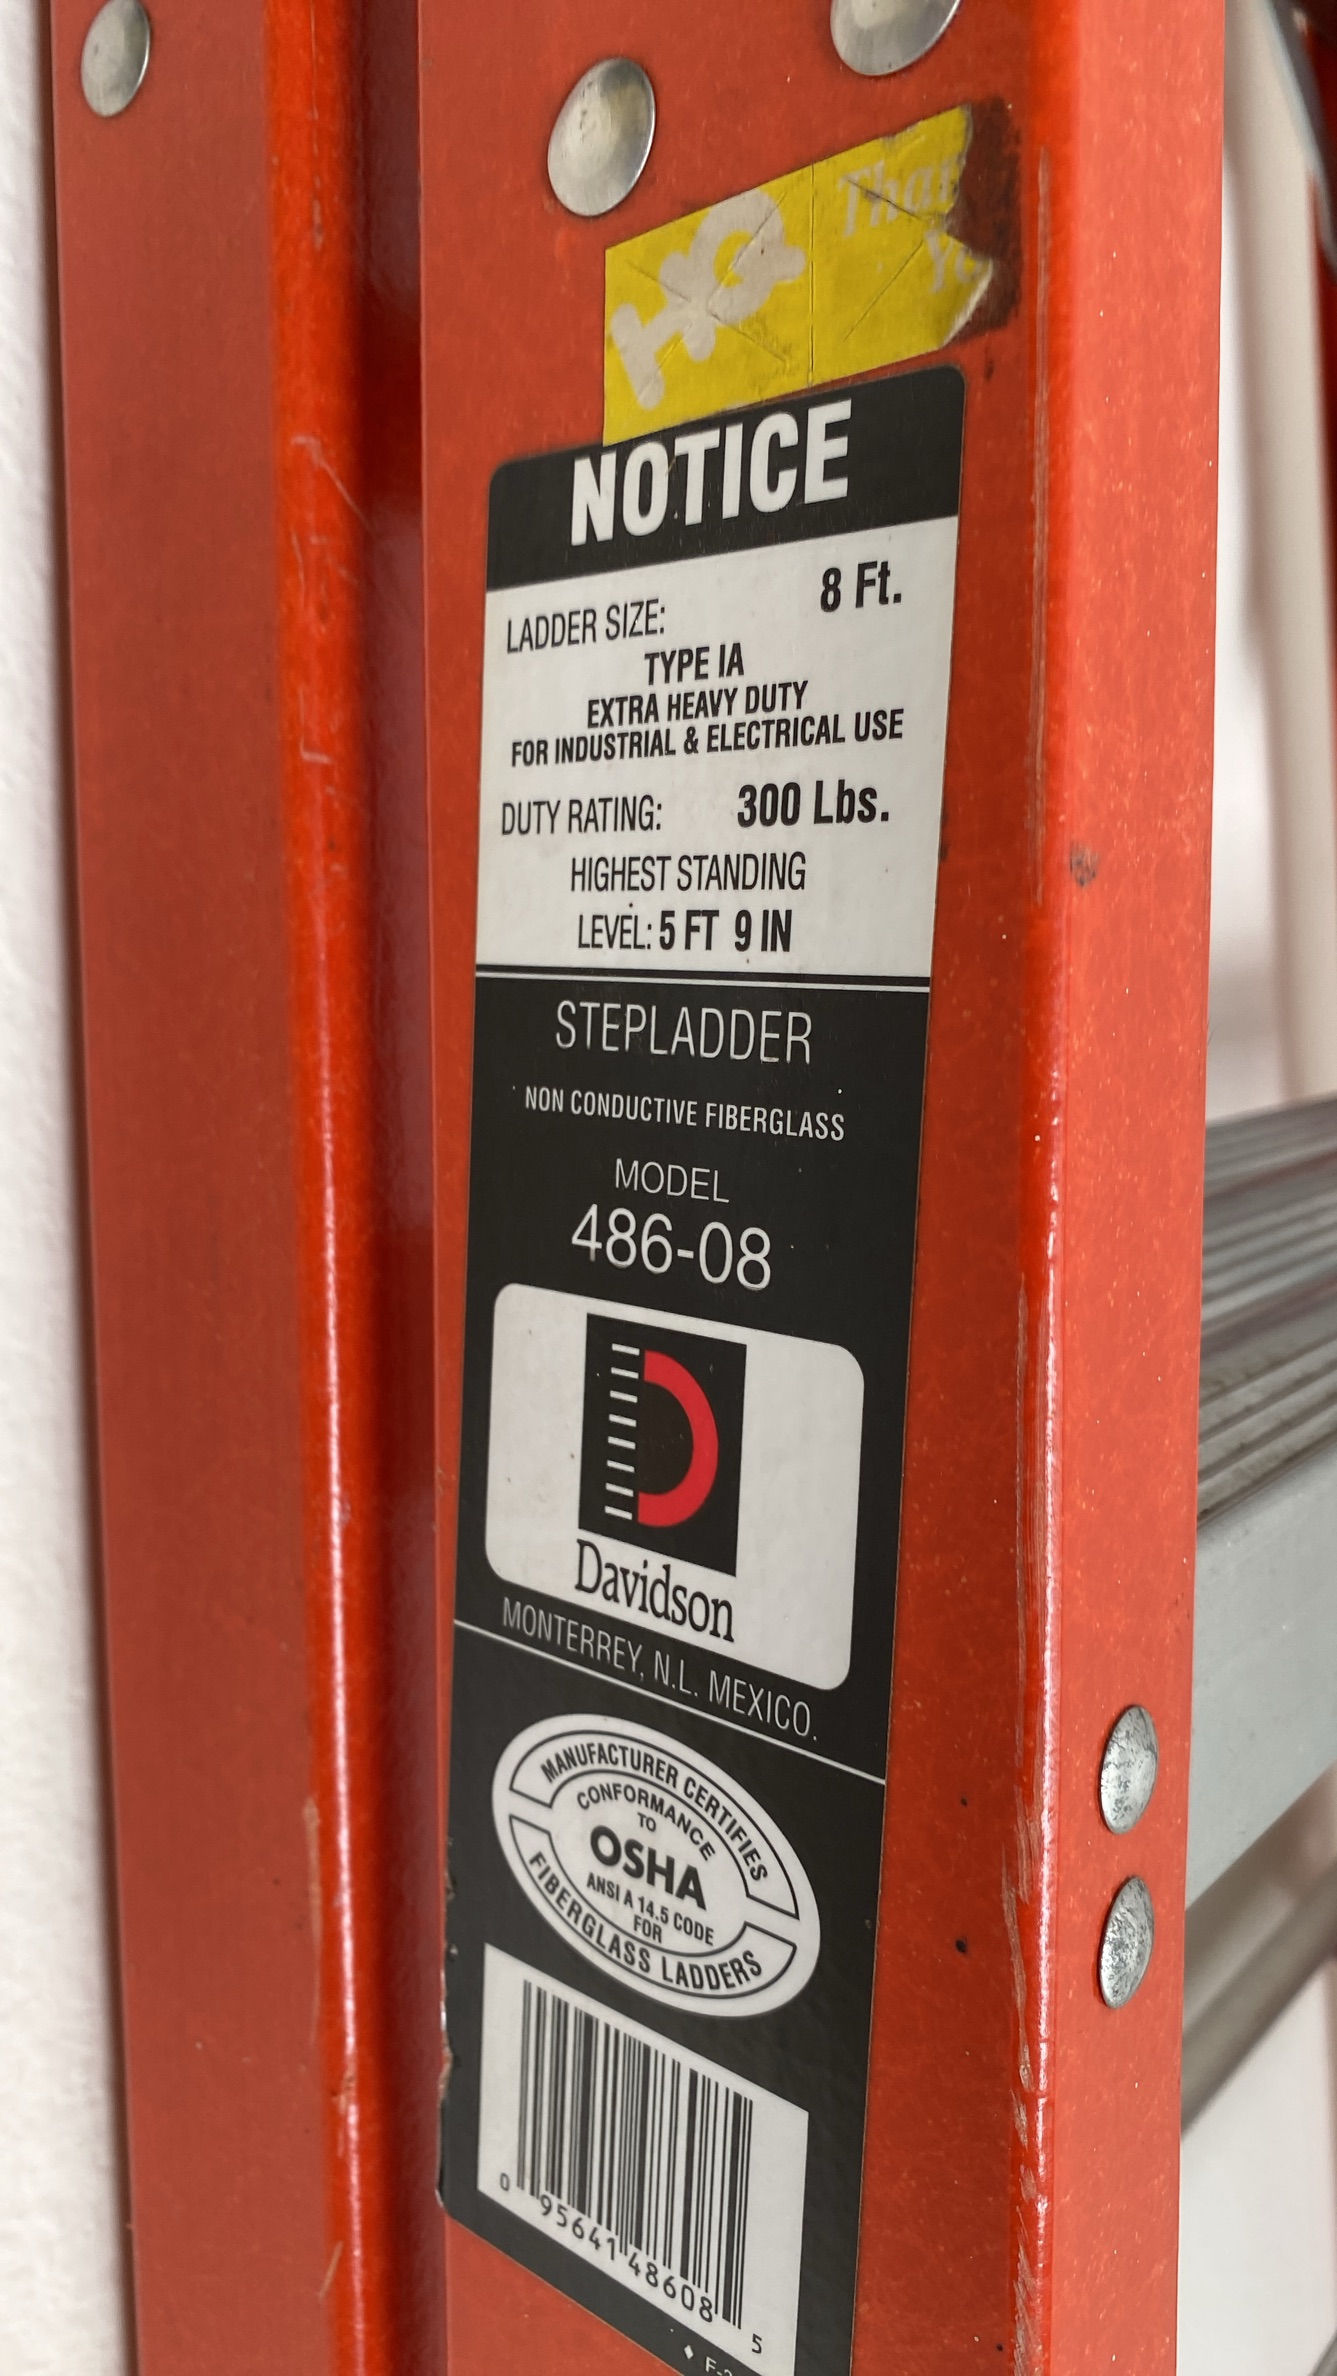 HQ
NOTICE
LADDER SIZE: 8 Ft.
TYPE IA
EXTRA HEAVY DUTY
FOR INDUSTRIAL & ELECTRICAL USE
DUTY RATING: 300 Lbs.
HIGHEST STANDING
LEVEL: 5 FT 9 IN
STEPLADDER
NON CONDUCTIVE FIBERGLASS
MODEL
486-08
Davidson
MONTERREY, N.L. MEXICO.
MANUFACTURER CERTIFIES
CONFORMANCE
TO
OSHA
ANSI A 14.5 CODE
FOR
FIBERGLASS LADDERS
0 95641 48608 5